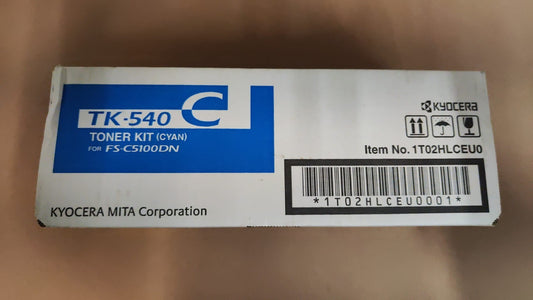 TK-540 C
TONER KIT (CYAN)
FOR FS-C5100DN
KYOCERA MITA Corporation
KYOCERA
Item No. 1T02HLCEU0
*1T02HLCEU0001*